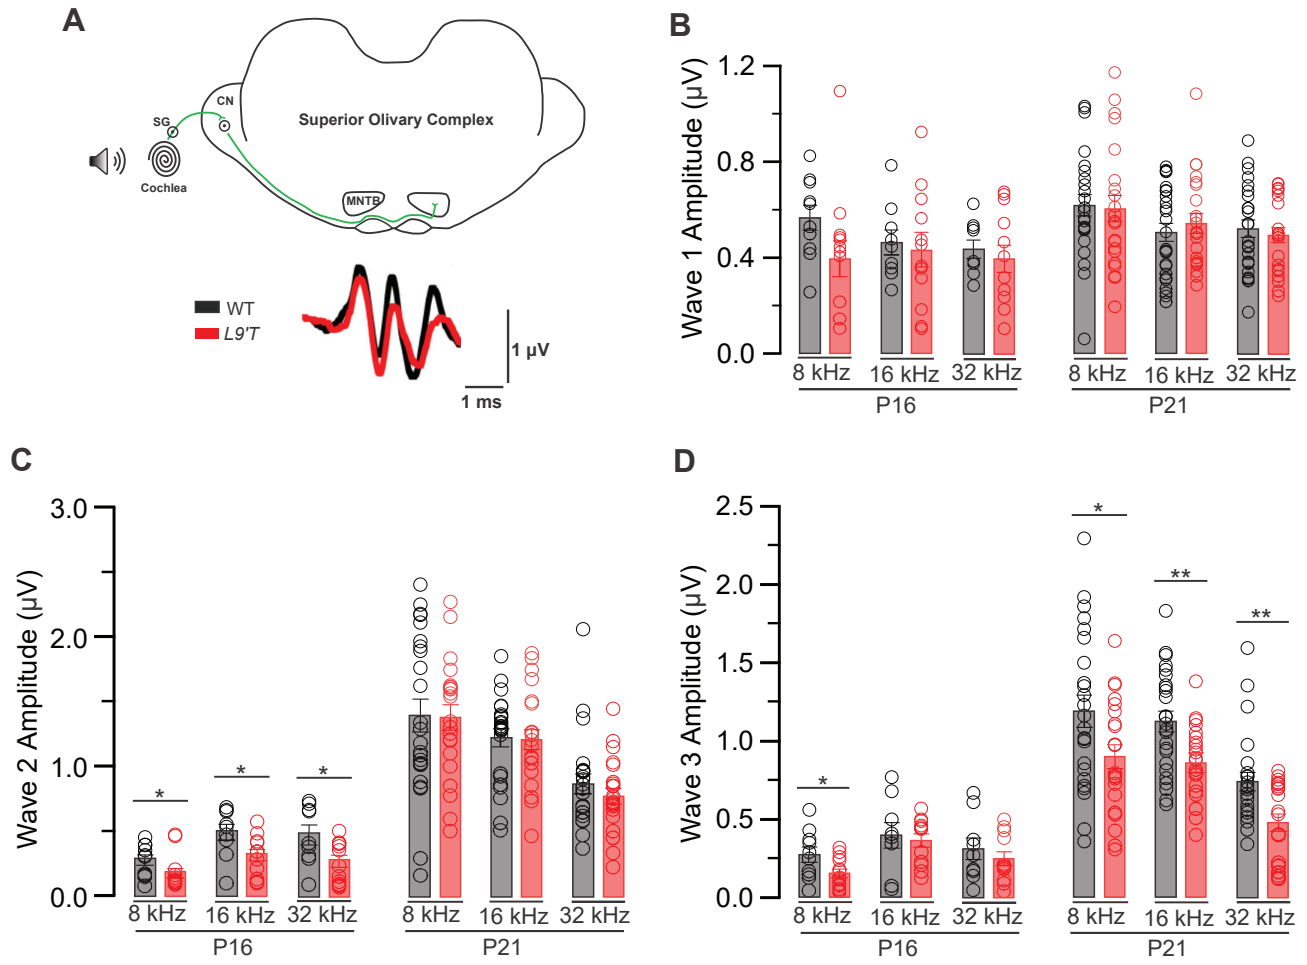 A
CN
SG
Superior Olivary Complex
Cochlea
MNTB
WT
L9'T
1 µV
1 ms
B
Wave 1 Amplitude (µV)
1.2
0.8
0.4
0.0
8 kHz 16 kHz 32 kHz 8 kHz 16 kHz 32 kHz
P16 P21
C
Wave 2 Amplitude (µV)
3.0
2.0
1.0
0.0
* * *
8 kHz 16 kHz 32 kHz 8 kHz 16 kHz 32 kHz
P16 P21
D
Wave 3 Amplitude (µV)
2.5
2.0
1.5
1.0
0.5
0.0
* * ** **
8 kHz 16 kHz 32 kHz 8 kHz 16 kHz 32 kHz
P16 P21